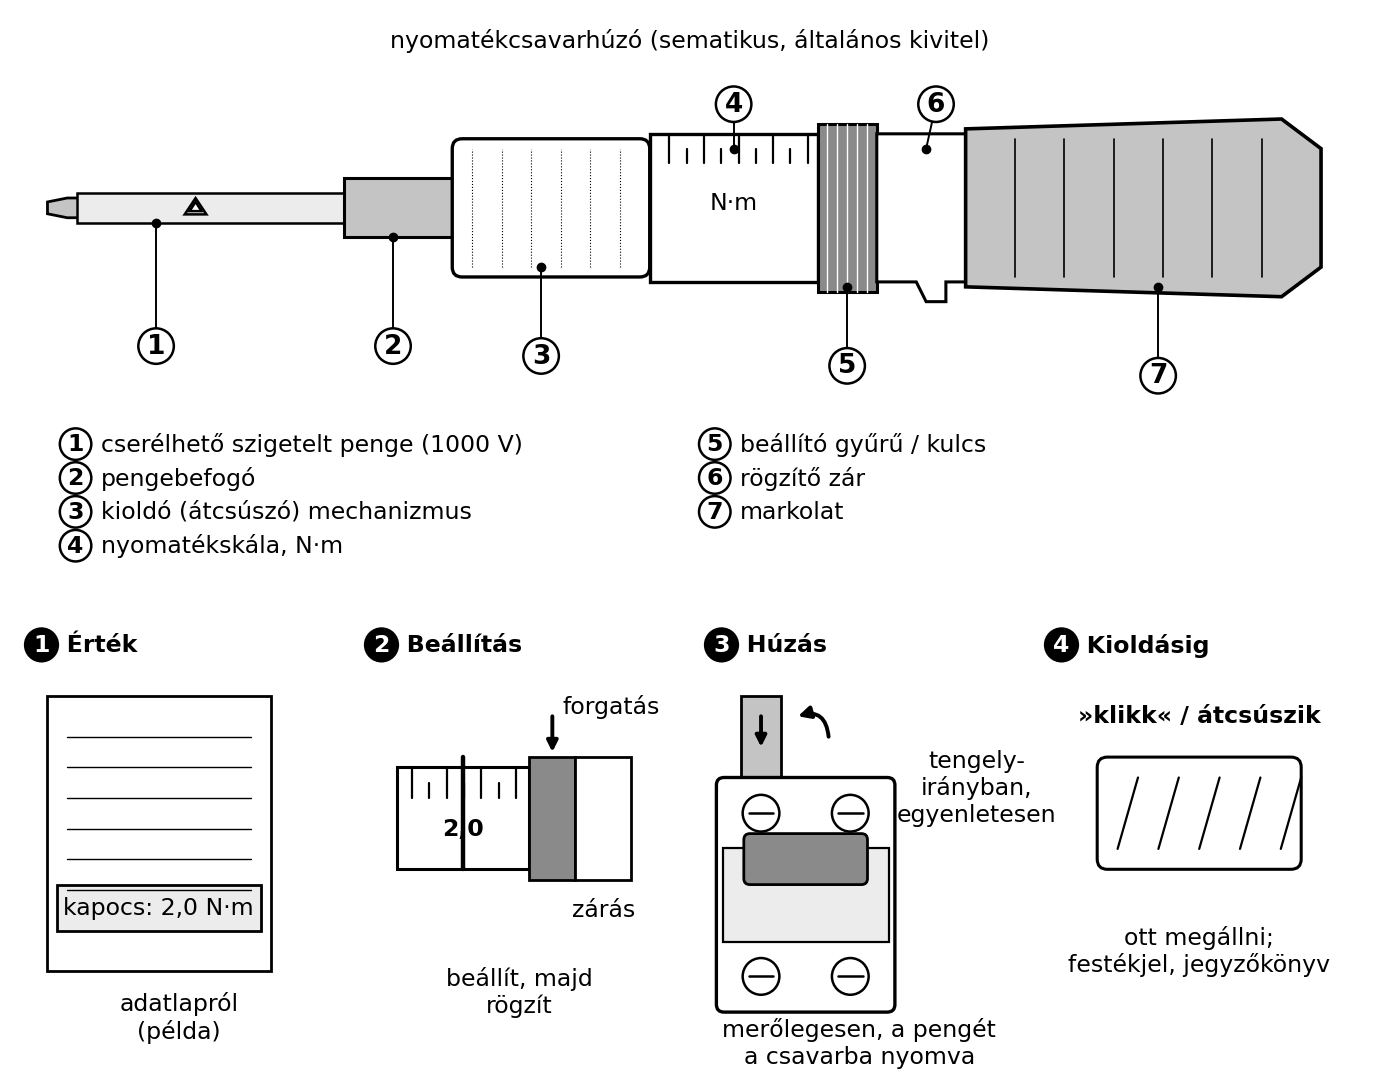 nyomatékcsavarhúzó (sematikus, általános kivitel)
4
6
N·m
1
2
3
5
7
1 cserélhető szigetelt penge (1000 V)
2 pengebefogó
3 kioldó (átcsúszó) mechanizmus
4 nyomatékskála, N·m
5 beállító gyűrű / kulcs
6 rögzítő zár
7 markolat
1 Érték
kapocs: 2,0 N·m
adatlapról
(példa)
2 Beállítás
forgatás
2,0
zárás
beállít, majd
rögzít
3 Húzás
tengely-
irányban,
egyenletesen
merőlegesen, a pengét
a csavarba nyomva
4 Kioldásig
»klikk« / átcsúszik
ott megállni;
festékjel, jegyzőkönyv